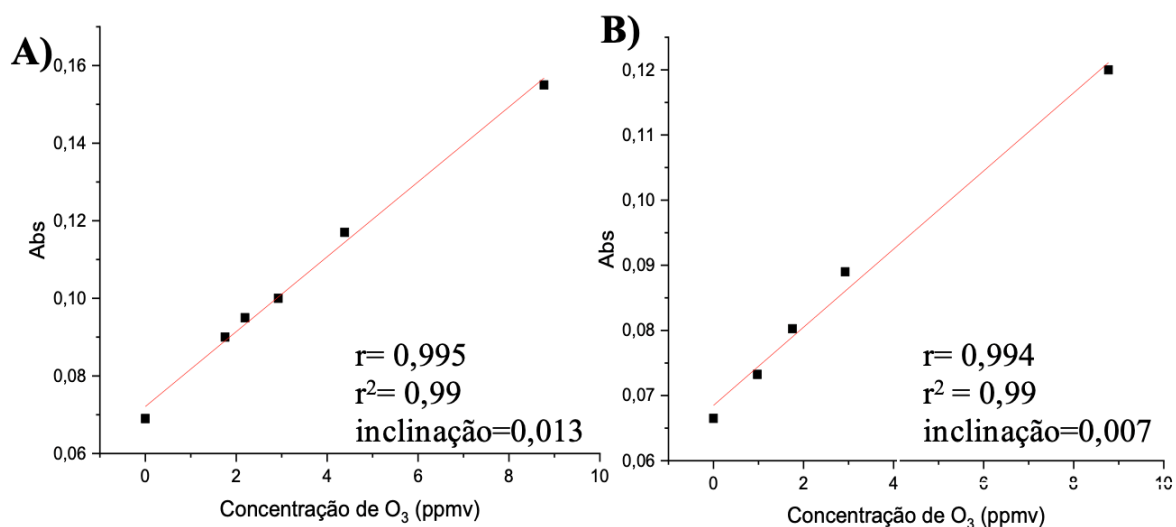 A)
0,16
0,14
0,12
0,10
0,08
0,06
Abs
0 2 4 6 8 10
Concentração de O3 (ppmv)
r= 0,995
r²= 0,99
inclinação=0,013
B)
0,12
0,11
0,10
0,09
0,08
0,07
0,06
Abs
0 2 4 10
Concentração de O3 (ppmv)
r= 0,994
r² = 0,99
inclinação=0,007